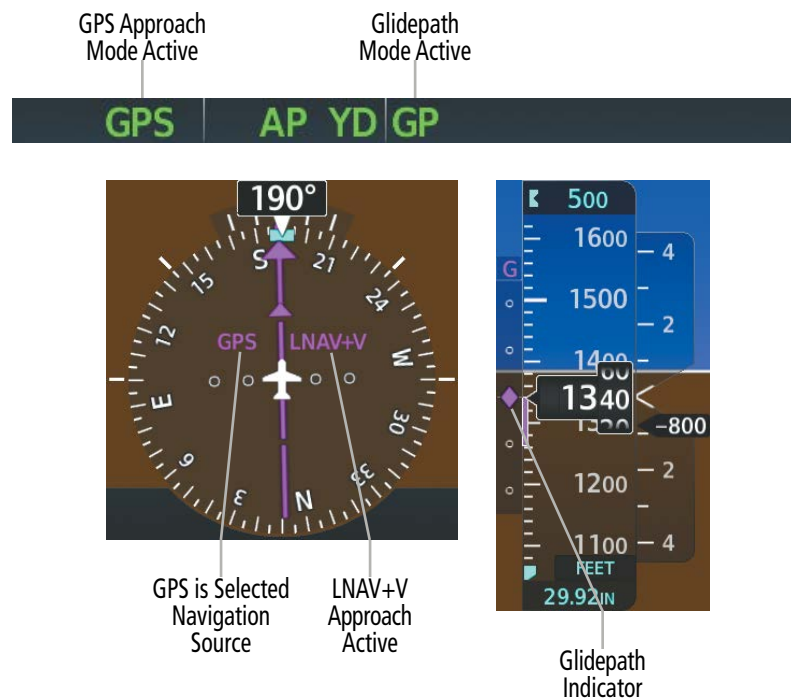 GPS Approach
Mode Active
Glidepath
Mode Active
GPS AP YD GP
190°
S
21
24
W
30
33
N
3
6
E
12
15
GPS LNAV+V
500
1600
1500
1400
1340
60
1200
1100
FEET
29.92IN
G
4
2
-800
2
4
GPS is Selected
Navigation
Source
LNAV+V
Approach
Active
Glidepath
Indicator